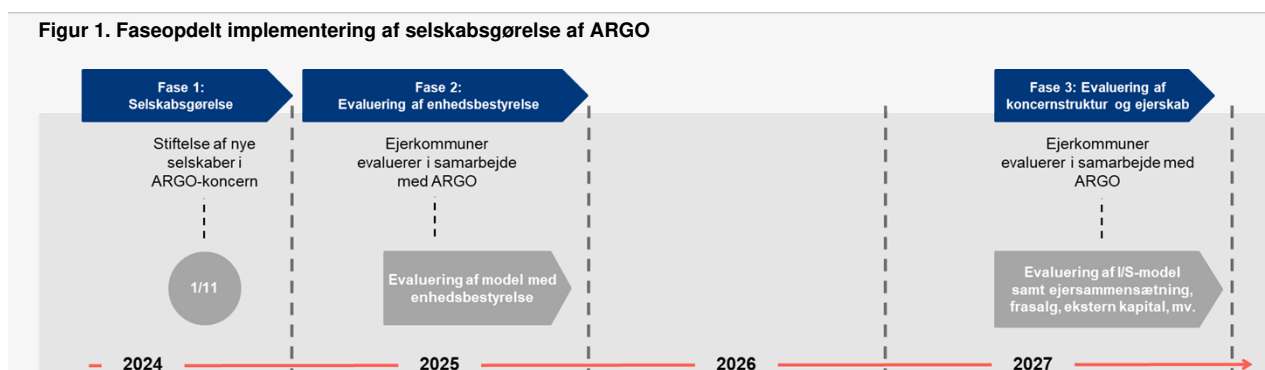 Figur 1. Faseopdelt implementering af selskabsgørelse af ARGO
Fase 1:
Selskabsgørelse
Fase 2:
Evaluering af enhedsbestyrelse
Fase 3: Evaluering af
koncernstruktur og ejerskab
Stiftelse af nye
selskaber i
ARGO-koncern
Ejerkommuner
evaluerer i samarbejde
med ARGO
Ejerkommuner
evaluerer i samarbejde med
ARGO
1/11
Evaluering af model med
enhedsbestyrelse
Evaluering af I/S-model
samt ejersammensætning,
frasalg, ekstern kapital, mv.
2024
2025
2026
2027